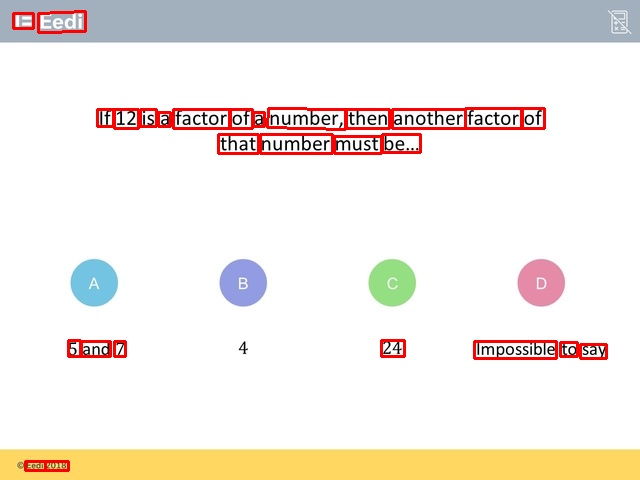 Eedi
If 12 is a factor of a number, then another factor of
that number must be...
A B C D
5 and 7 4 24 Impossible to say
© Eedi 2018